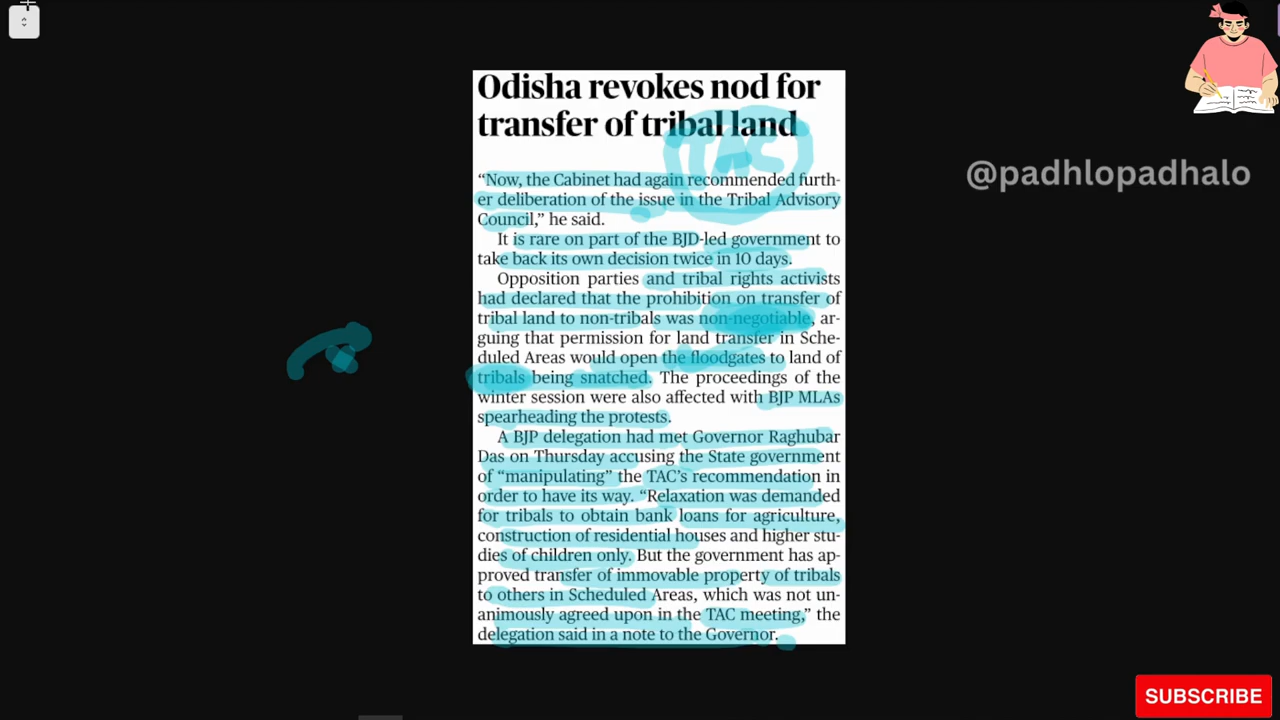 Odisha revokes nod for
transfer of tribal land
TAC
@padhlopadhalo
“Now, the Cabinet had again recommended furth-
er deliberation of the issue in the Tribal Advisory
Council,” he said.
It is rare on part of the BJD-led government to
take back its own decision twice in 10 days.
Opposition parties and tribal rights activists
had declared that the prohibition on transfer of
tribal land to non-tribals was non-negotiable, ar-
guing that permission for land transfer in Sche-
duled Areas would open the floodgates to land of
tribals being snatched. The proceedings of the
winter session were also affected with BJP MLAs
spearheading the protests.
A BJP delegation had met Governor Raghubar
Das on Thursday accusing the State government
of “manipulating” the TAC’s recommendation in
order to have its way. “Relaxation was demanded
for tribals to obtain bank loans for agriculture,
construction of residential houses and higher stu-
dies of children only. But the government has ap-
proved transfer of immovable property of tribals
to others in Scheduled Areas, which was not un-
animously agreed upon in the TAC meeting,” the
delegation said in a note to the Governor.
SUBSCRIBE